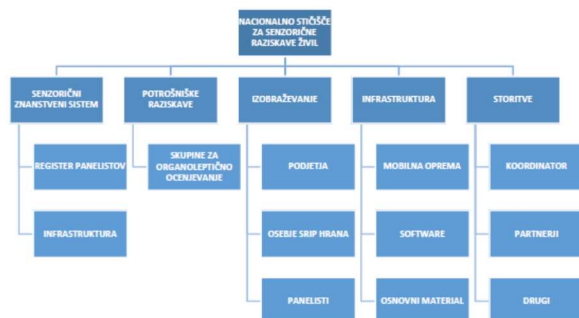 NACIONALNO STIČIŠČE
ZA SENZORIČNE
RAZISKAVE ŽIVIL
SENZORIČNI
ZNANSTVENI SISTEM
POTROŠNIŠKE
RAZISKAVE
IZOBRAŽEVANJE
INFRASTRUKTURA
STORITVE
REGISTER PANELISTOV
SKUPINE ZA
ORGANOLEPTIČNO
OCENJEVANJE
PODJETJA
MOBILNA OPREMA
KOORDINATOR
INFRASTRUKTURA
OSEBJE SRIP HRANA
SOFTWARE
PARTNERJI
PANELISTI
OSNOVNI MATERIAL
DRUGI